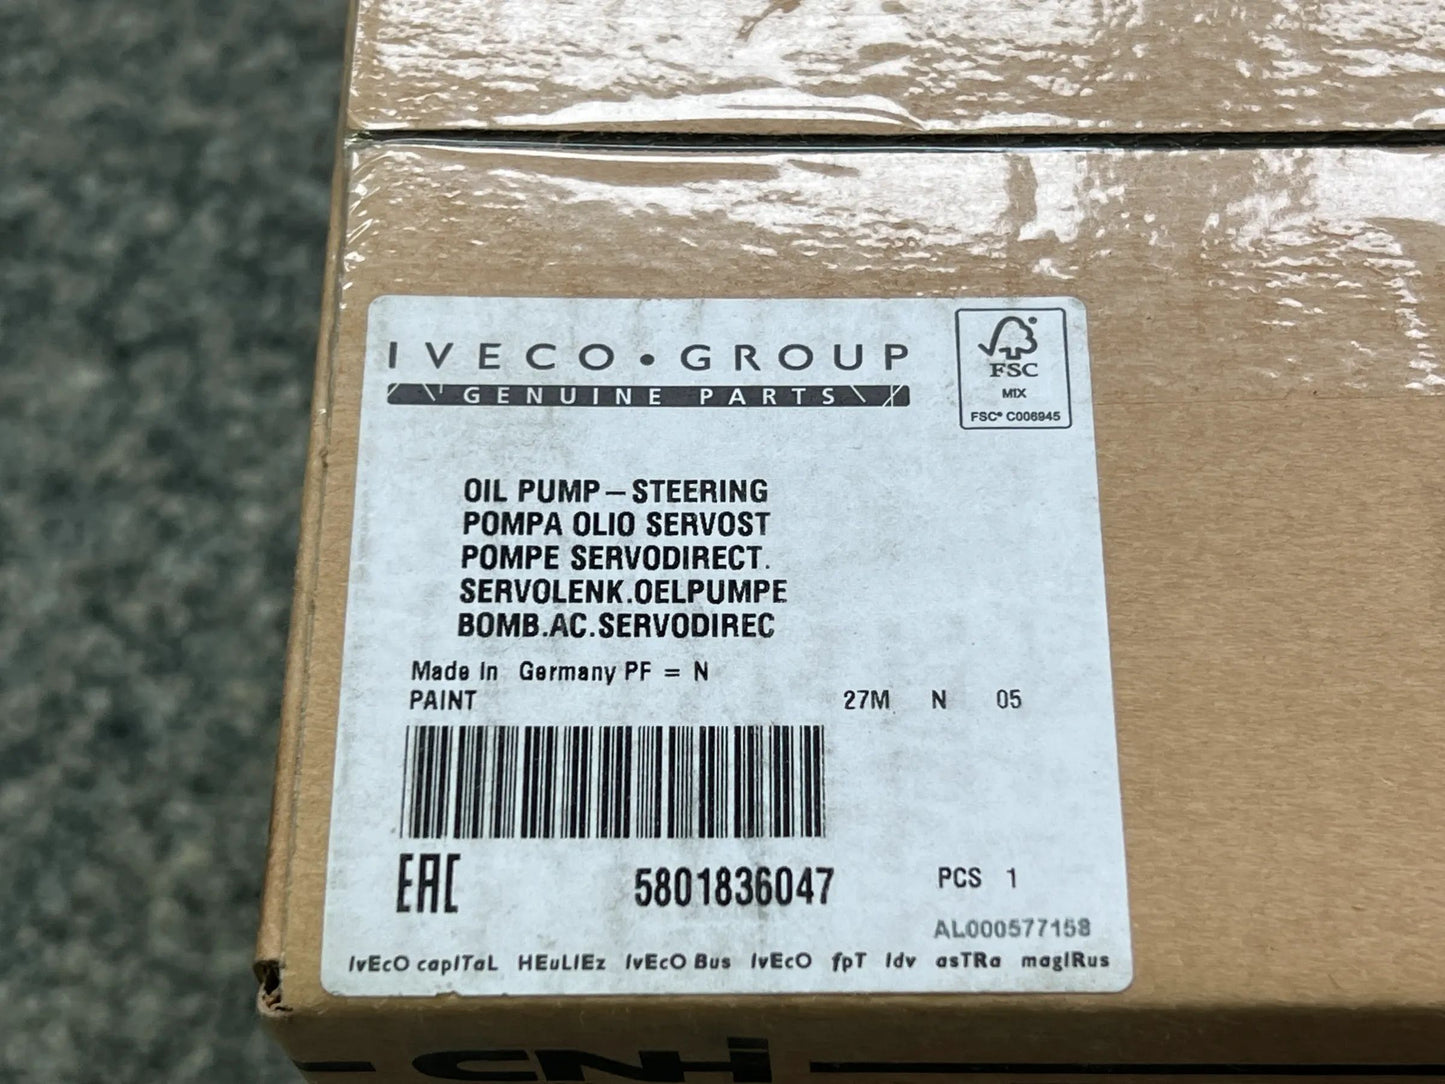 IVECO • GROUP
GENUINE PARTS
FSC
MIX
FSC® C006945
OIL PUMP – STEERING
POMPA OLIO SERVOST
POMPE SERVODIRECT.
SERVOLENK.OELPUMPE
BOMB.AC.SERVODIREC
Made In Germany PF = N
PAINT 27M N 05
EAC 5801836047 PCS 1
AL000577158
IvEcO capITaL HEuLIEz IvEcO Bus IvEcO fpT Idv asTRa magIRus
CNH